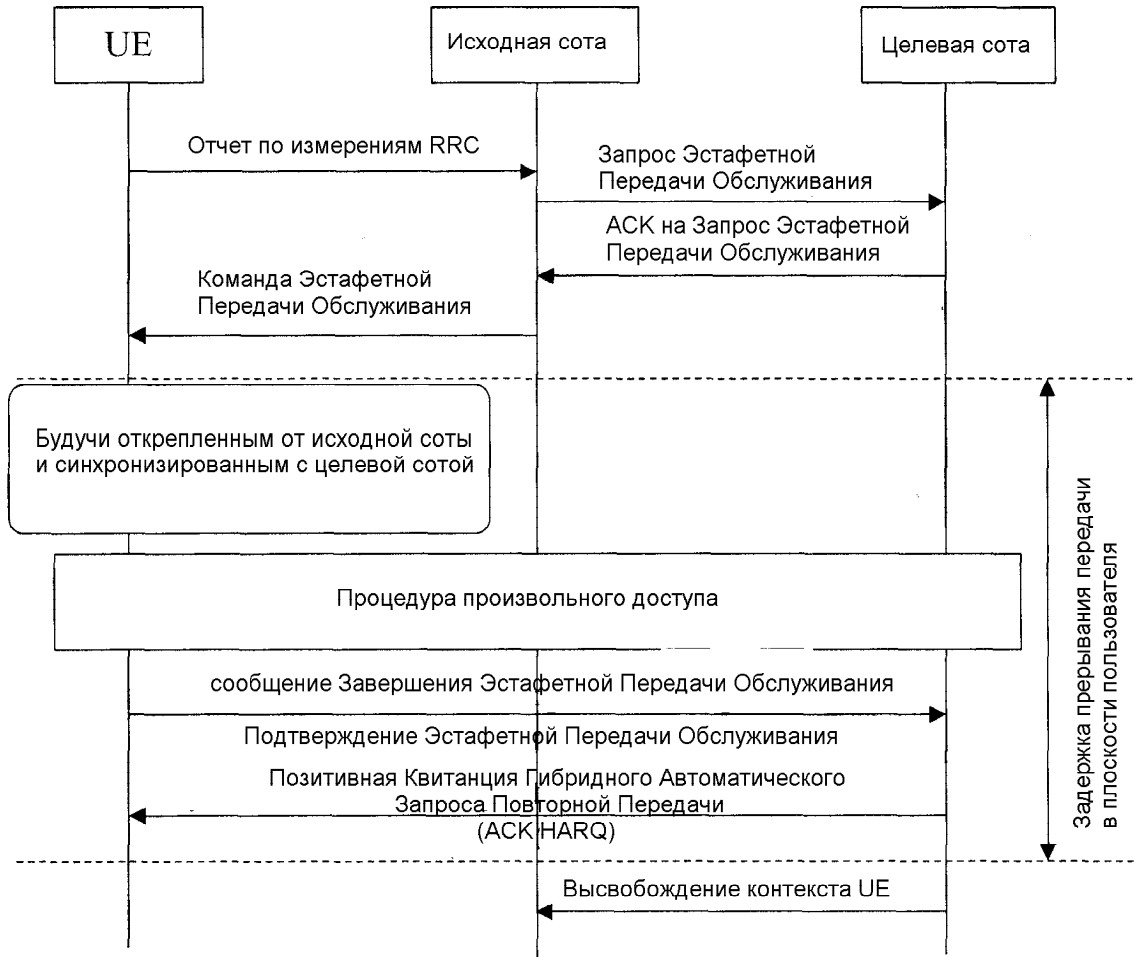 UE
Исходная сота
Целевая сота
Отчет по измерениям RRC
Запрос Эстафетной
Передачи Обслуживания
ACK на Запрос Эстафетной
Передачи Обслуживания
Команда Эстафетной
Передачи Обслуживания
Будучи открепленным от исходной соты
и синхронизированным с целевой сотой
Процедура произвольного доступа
сообщение Завершения Эстафетной Передачи Обслуживания
Подтверждение Эстафетной Передачи Обслуживания
Позитивная Квитанция Гибридного Автоматического
Запроса Повторной Передачи
(ACK HARQ)
Задержка прерывания передачи
в плоскости пользователя
Высвобождение контекста UE